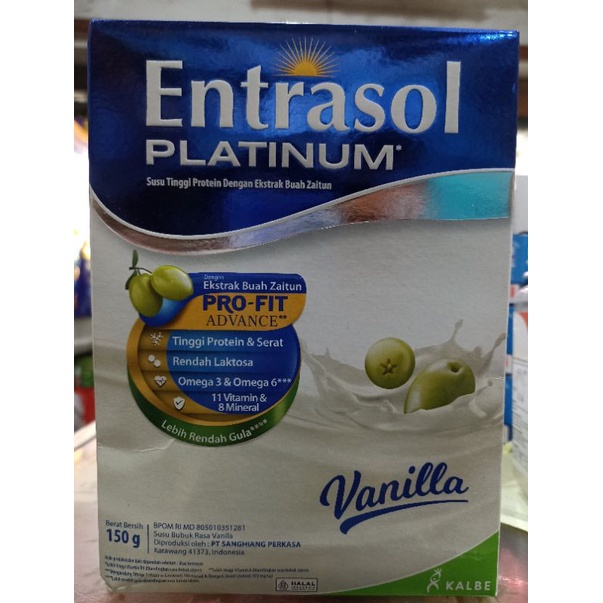 Entrasol
PLATINUM*
Susu Tinggi Protein Dengan Ekstrak Buah Zaitun
Dengan
Ekstrak Buah Zaitun
PRO-FIT
ADVANCE**
Tinggi Protein & Serat
Rendah Laktosa
Omega 3 & Omega 6***
11 Vitamin &
8 Mineral
Lebih Rendah Gula****
Vanilla
Berat Bersih
150 g
BPOM RI MD 805010351281
Susu Bubuk Rasa Vanilla
Diproduksi oleh : PT SANGHIANG PERKASA
Karawang 41373, Indonesia
HALAL
INDONESIA
KALBE